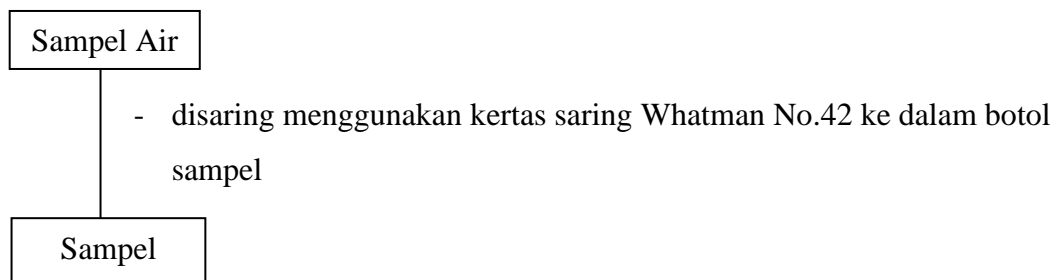 Sampel Air
- disaring menggunakan kertas saring Whatman No.42 ke dalam botol
sampel
Sampel